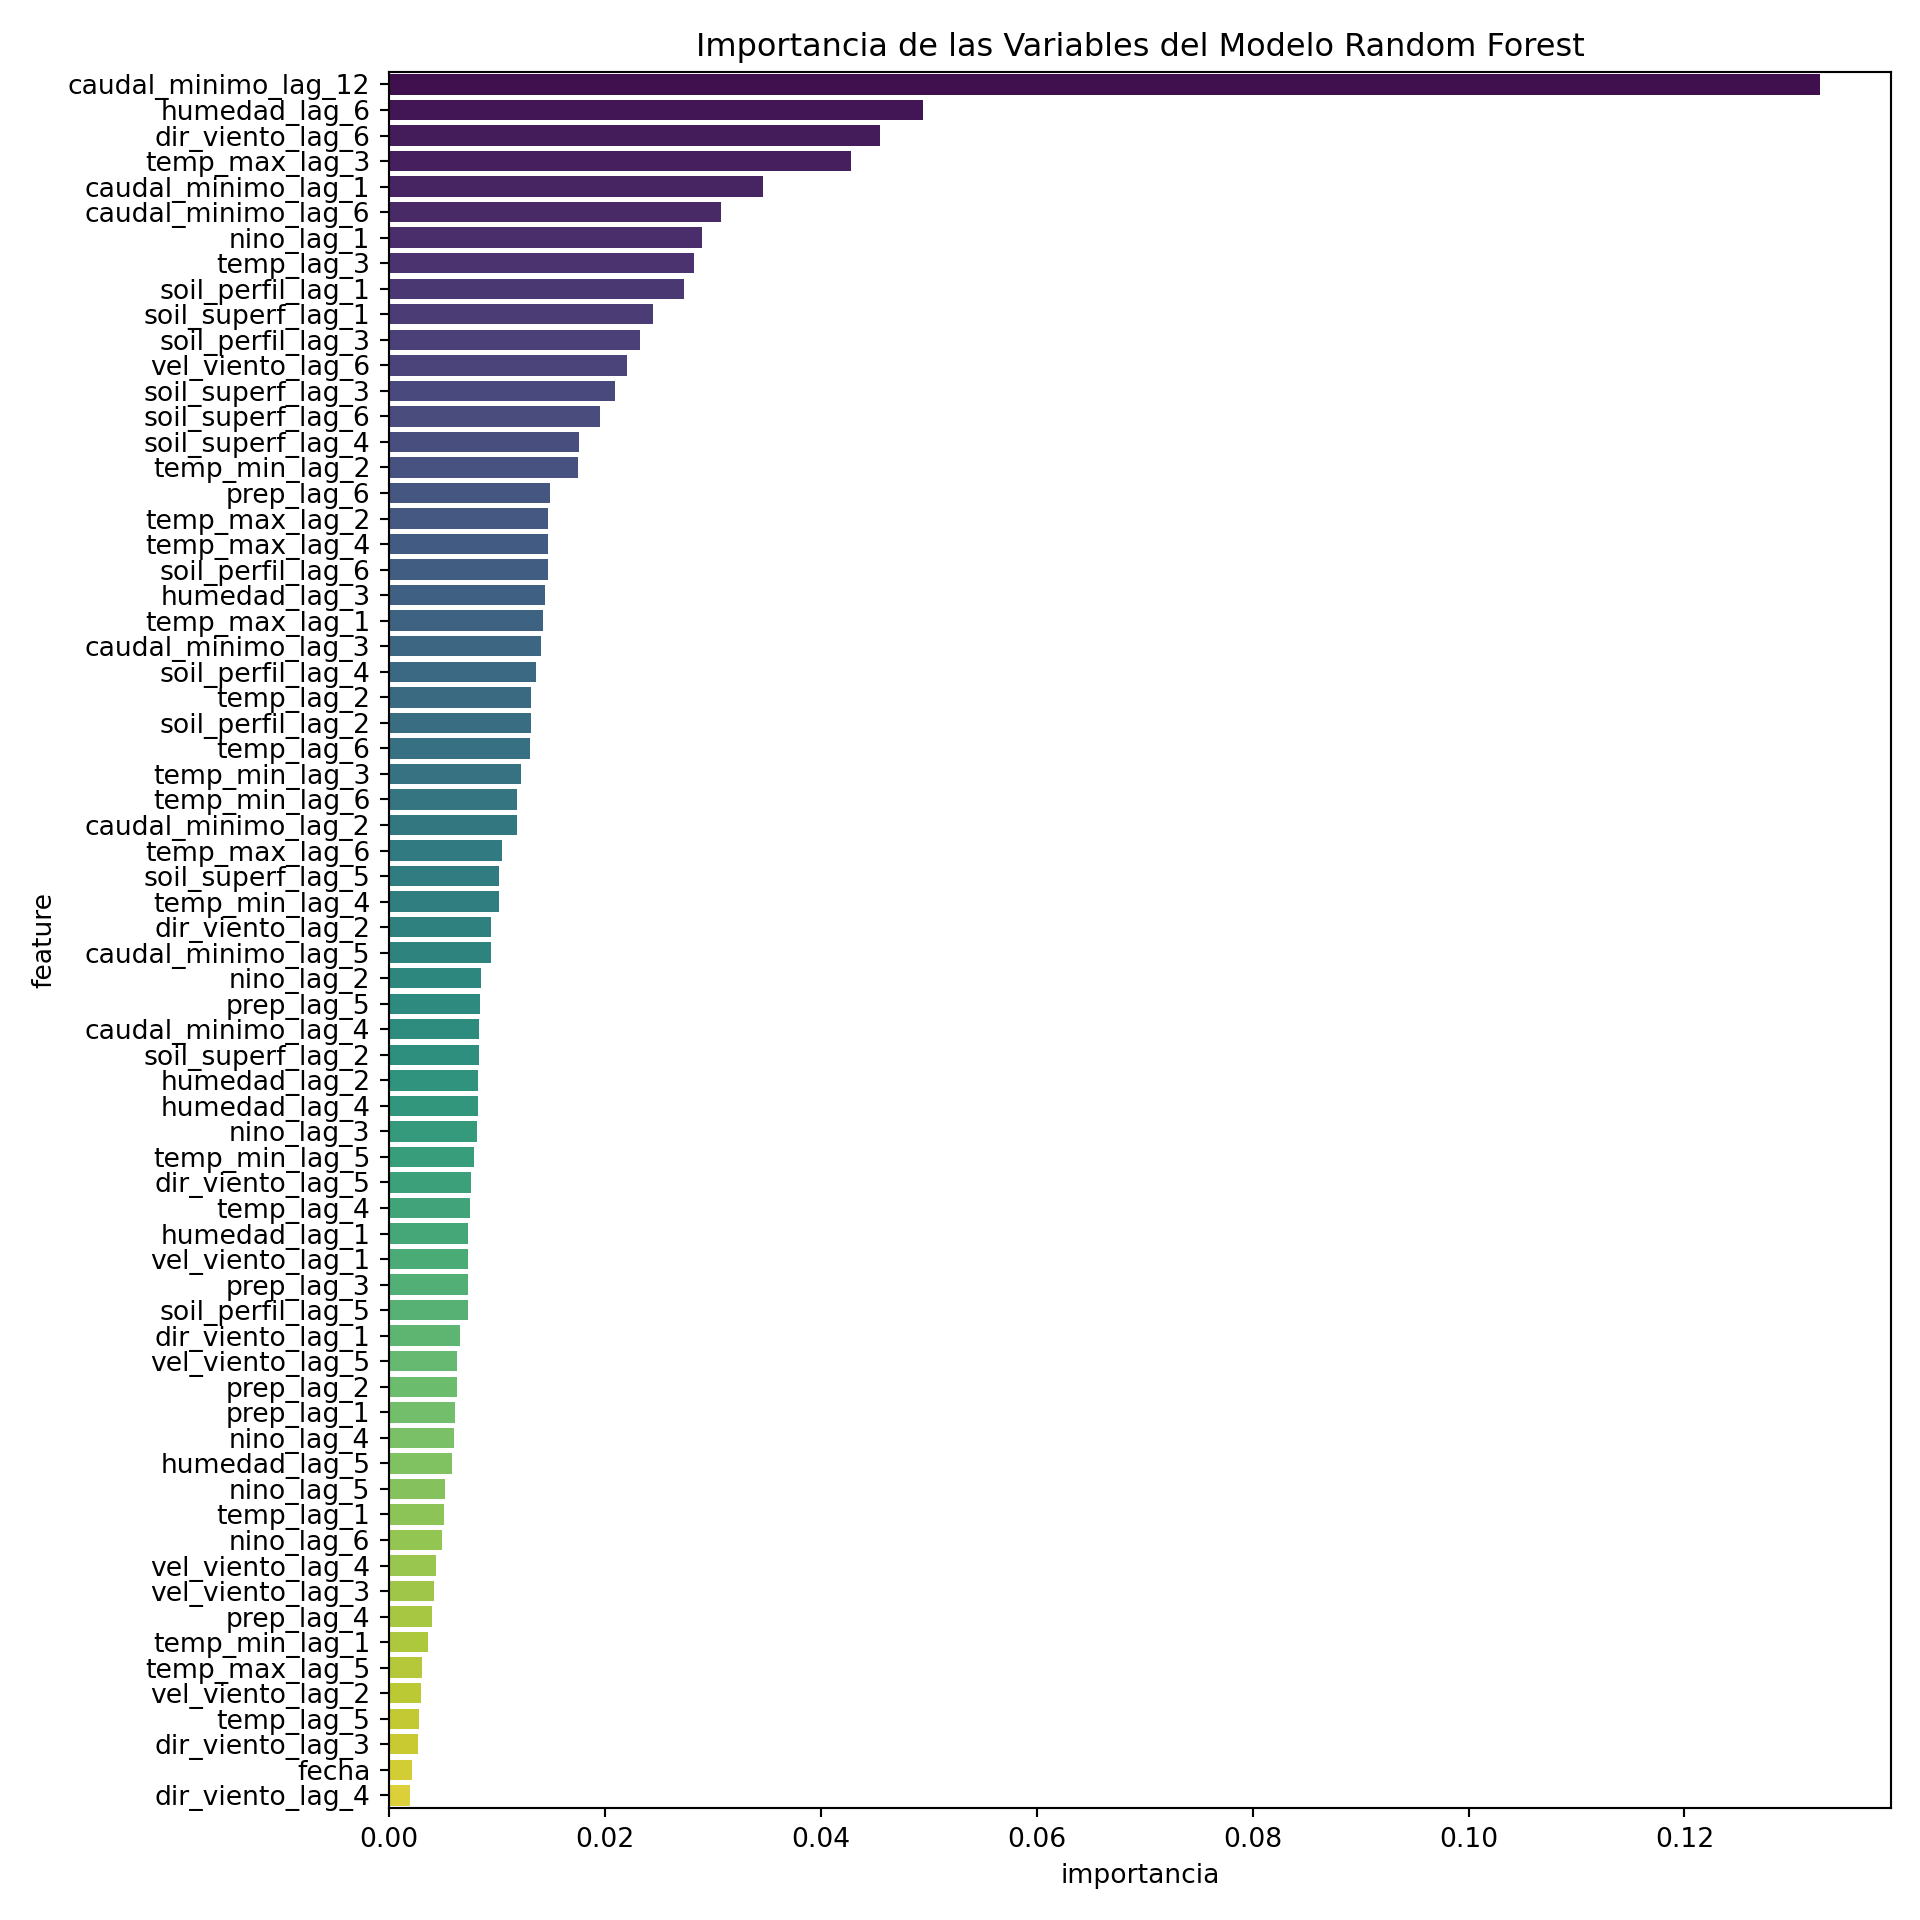 Importancia de las Variables del Modelo Random Forest
caudal_minimo_lag_12
humedad_lag_6
dir_viento_lag_6
temp_max_lag_3
caudal_minimo_lag_1
caudal_minimo_lag_6
nino_lag_1
temp_lag_3
soil_perfil_lag_1
soil_superf_lag_1
soil_perfil_lag_3
vel_viento_lag_6
soil_superf_lag_3
soil_superf_lag_6
soil_superf_lag_4
temp_min_lag_2
prep_lag_6
temp_max_lag_2
temp_max_lag_4
soil_perfil_lag_6
humedad_lag_3
temp_max_lag_1
caudal_minimo_lag_3
soil_perfil_lag_4
temp_lag_2
soil_perfil_lag_2
temp_lag_6
temp_min_lag_3
temp_min_lag_6
caudal_minimo_lag_2
temp_max_lag_6
soil_superf_lag_5
temp_min_lag_4
dir_viento_lag_2
caudal_minimo_lag_5
nino_lag_2
prep_lag_5
caudal_minimo_lag_4
soil_superf_lag_2
humedad_lag_2
humedad_lag_4
nino_lag_3
temp_min_lag_5
dir_viento_lag_5
temp_lag_4
humedad_lag_1
vel_viento_lag_1
prep_lag_3
soil_perfil_lag_5
dir_viento_lag_1
vel_viento_lag_5
prep_lag_2
prep_lag_1
nino_lag_4
humedad_lag_5
nino_lag_5
temp_lag_1
nino_lag_6
vel_viento_lag_4
vel_viento_lag_3
prep_lag_4
temp_min_lag_1
temp_max_lag_5
vel_viento_lag_2
temp_lag_5
dir_viento_lag_3
fecha
dir_viento_lag_4
feature
0.00 0.02 0.04 0.06 0.08 0.10 0.12
importancia